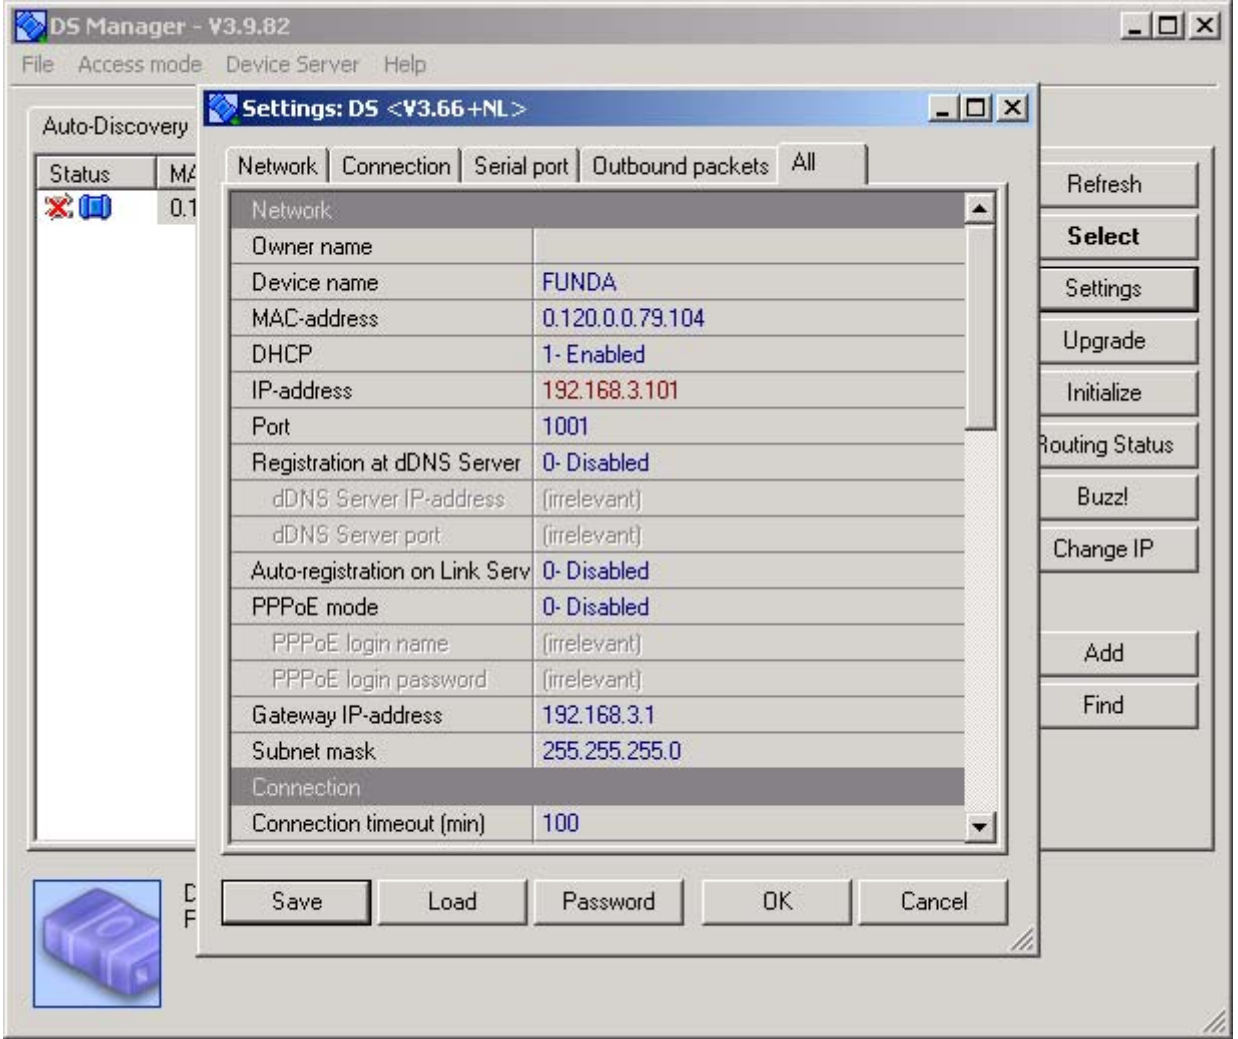 DS Manager - V3.9.82
File Access mode Device Server Help
Auto-Discovery
Status
0.1
Settings: DS <V3.66+NL>
Network Connection Serial port Outbound packets All
Network
Owner name
Device name FUNDA
MAC-address 0.120.0.0.79.104
DHCP 1- Enabled
IP-address 192.168.3.101
Port 1001
Registration at dDNS Server 0- Disabled
dDNS Server IP-address (irrelevant)
dDNS Server port (irrelevant)
Auto-registration on Link Serv 0- Disabled
PPPoE mode 0- Disabled
PPPoE login name (irrelevant)
PPPoE login password (irrelevant)
Gateway IP-address 192.168.3.1
Subnet mask 255.255.255.0
Connection
Connection timeout (min) 100
Save Load Password OK Cancel
Refresh
Select
Settings
Upgrade
Initialize
Routing Status
Buzz!
Change IP
Add
Find